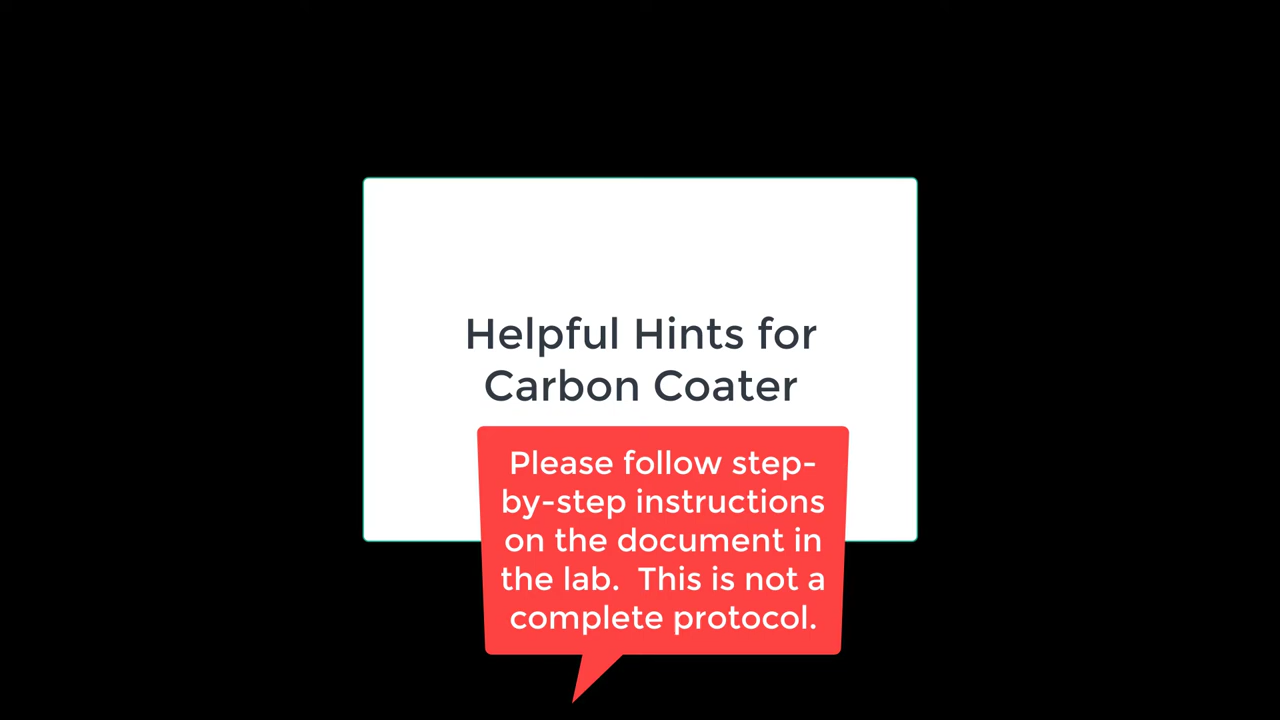 Helpful Hints for
Carbon Coater
Please follow step-
by-step instructions
on the document in
the lab.  This is not a
complete protocol.